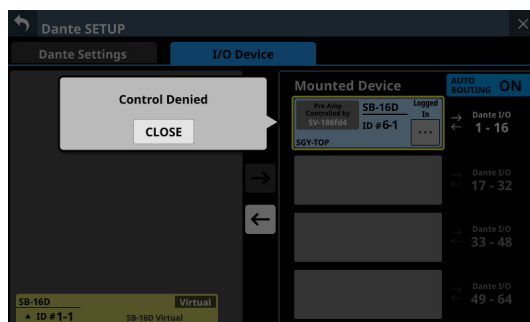 Dante SETUP
Dante Settings
I/O Device
Control Denied
CLOSE
Mounted Device
AUTO
ROUTING ON
Pre Amp
Controlled by
SV-186fd4
SB-16D
ID #6-1
Logged
In
...
SGY-TOP
Dante I/O
1 - 16
Dante I/O
17 - 32
Dante I/O
33 - 48
Dante I/O
49 - 64
SB-16D
Virtual
ID #1-1
SB-16D Virtual